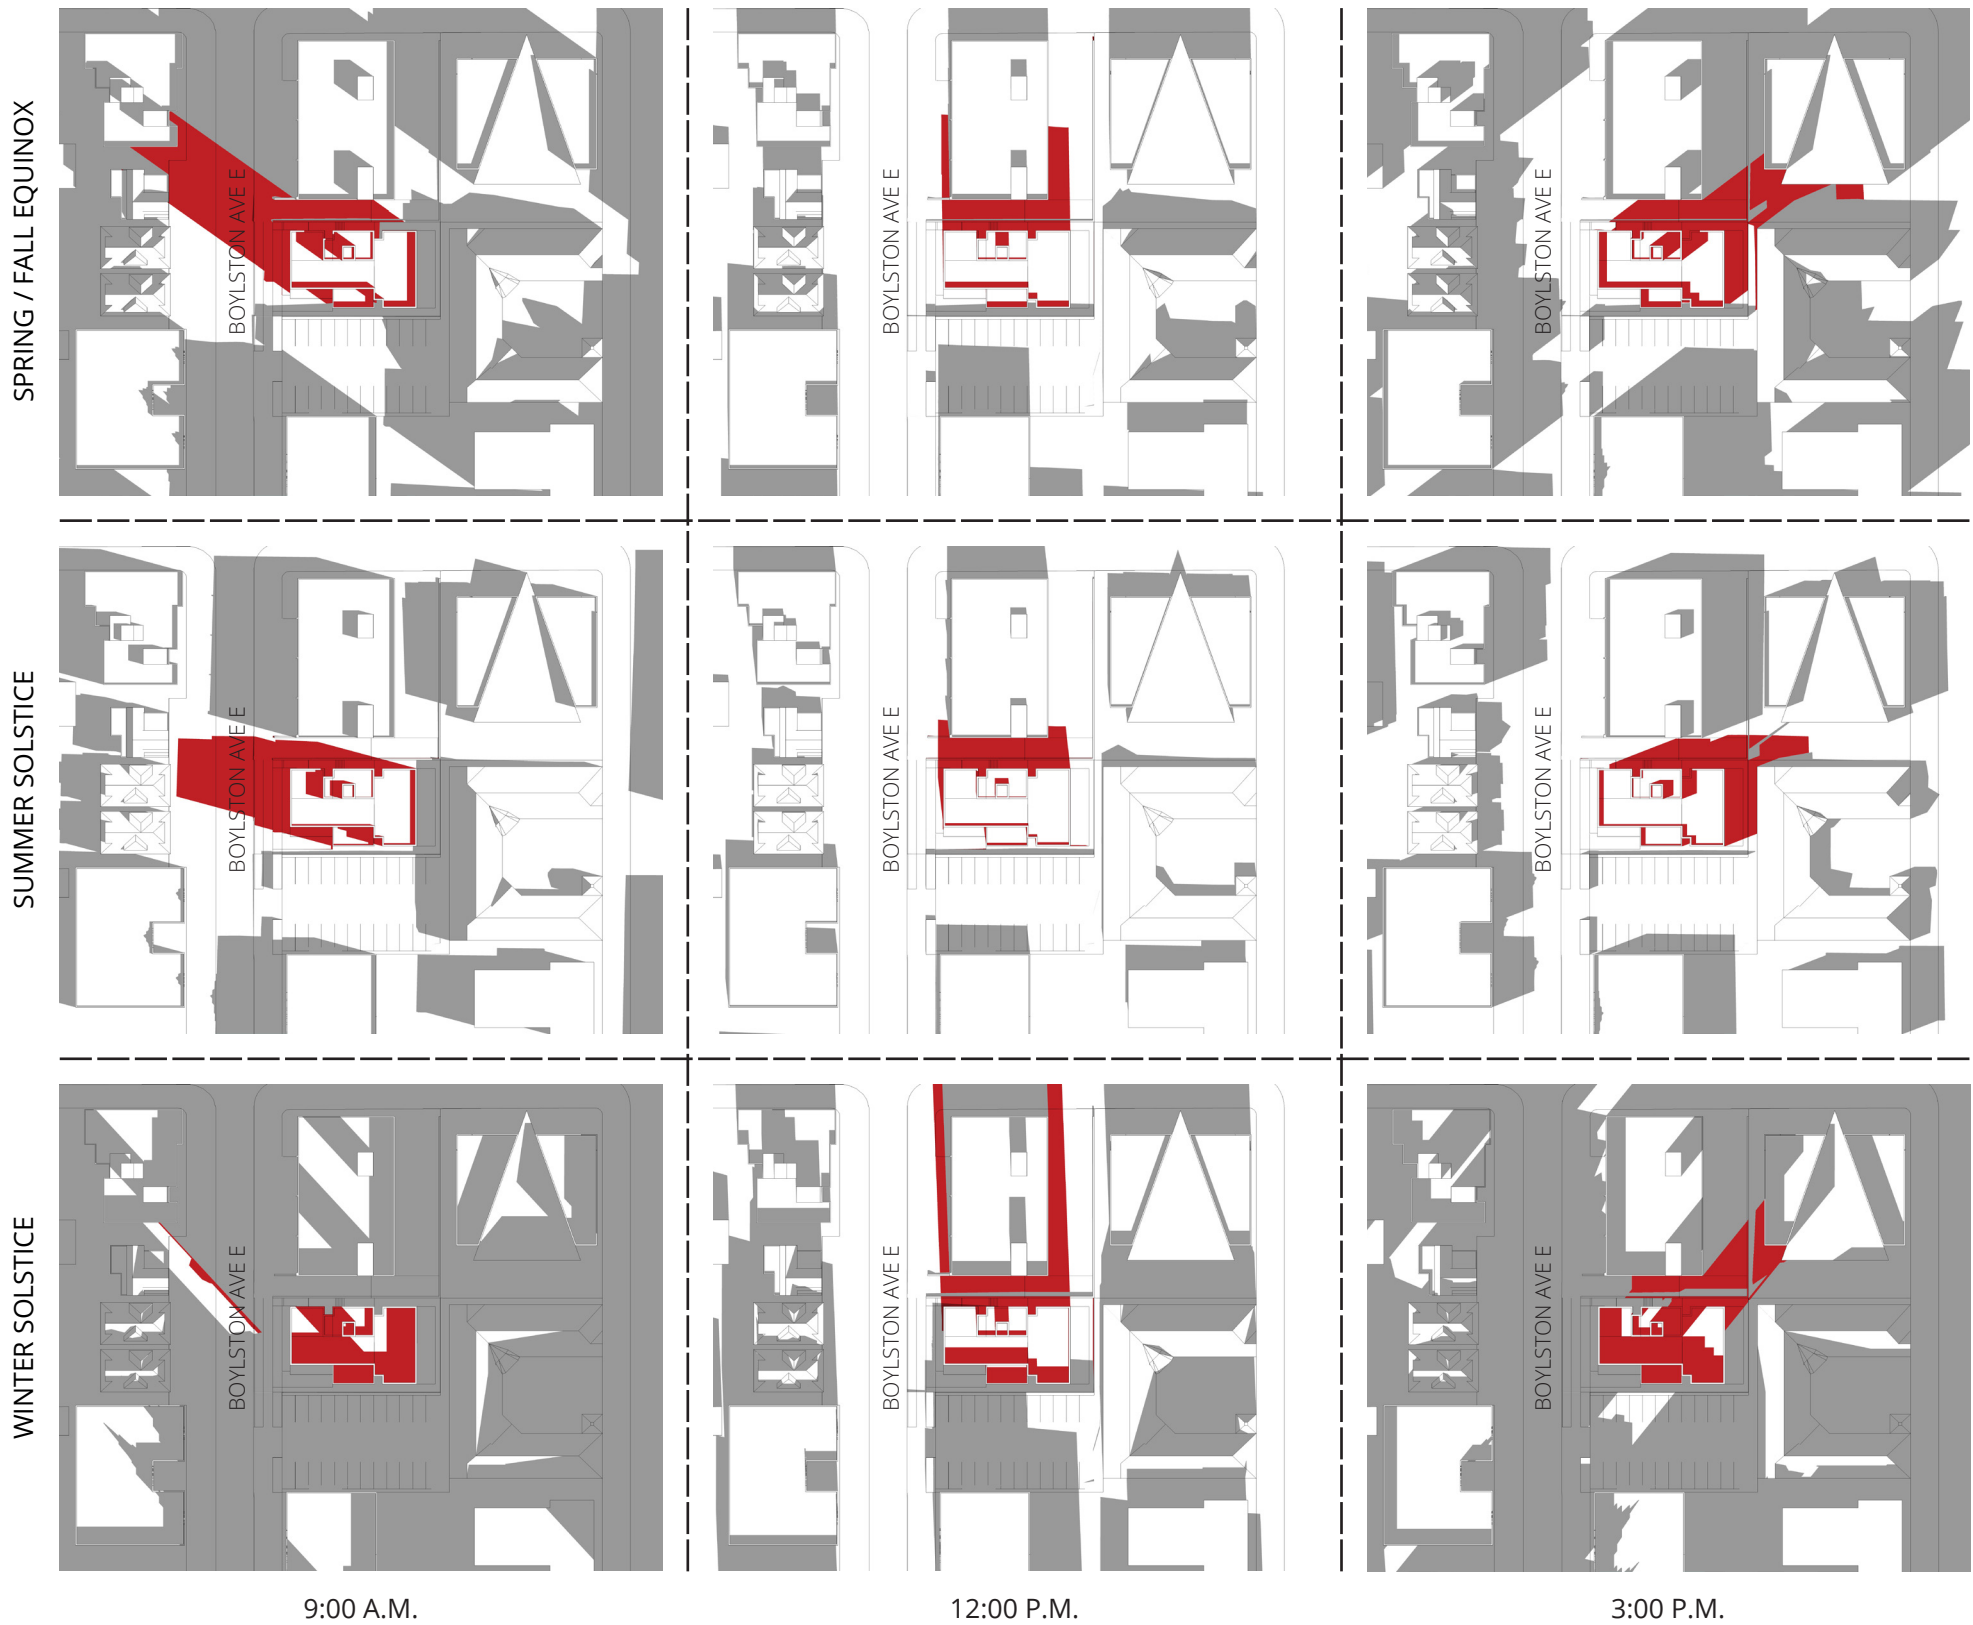 SPRING / FALL EQUINOX
BOYLSTON AVE E
BOYLSTON AVE E
BOYLSTON AVE E
SUMMER SOLSTICE
BOYLSTON AVE E
BOYLSTON AVE E
BOYLSTON AVE E
WINTER SOLSTICE
BOYLSTON AVE E
BOYLSTON AVE E
BOYLSTON AVE E
9:00 A.M.
12:00 P.M.
3:00 P.M.